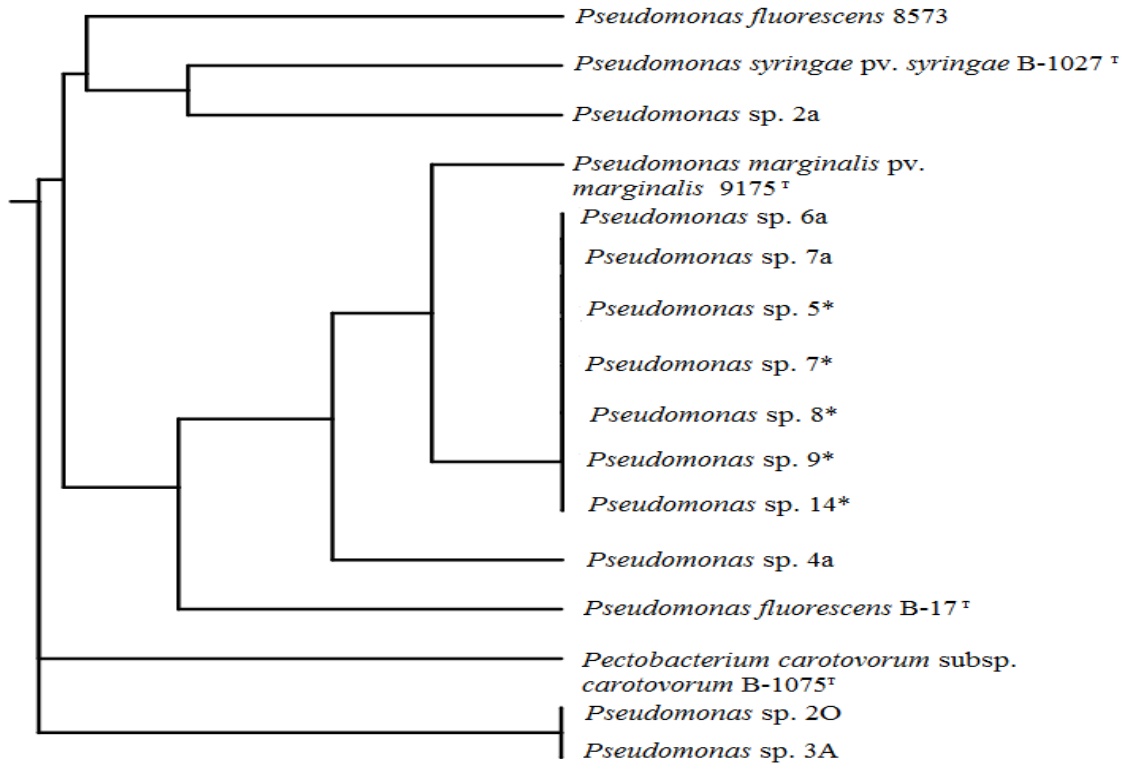 Pseudomonas fluorescens 8573
Pseudomonas syringae pv. syringae B-1027 ᵀ
Pseudomonas sp. 2a
Pseudomonas marginalis pv.
marginalis 9175 ᵀ
Pseudomonas sp. 6a
Pseudomonas sp. 7a
Pseudomonas sp. 5*
Pseudomonas sp. 7*
Pseudomonas sp. 8*
Pseudomonas sp. 9*
Pseudomonas sp. 14*
Pseudomonas sp. 4a
Pseudomonas fluorescens B-17 ᵀ
Pectobacterium carotovorum subsp.
carotovorum B-1075ᵀ
Pseudomonas sp. 2O
Pseudomonas sp. 3A